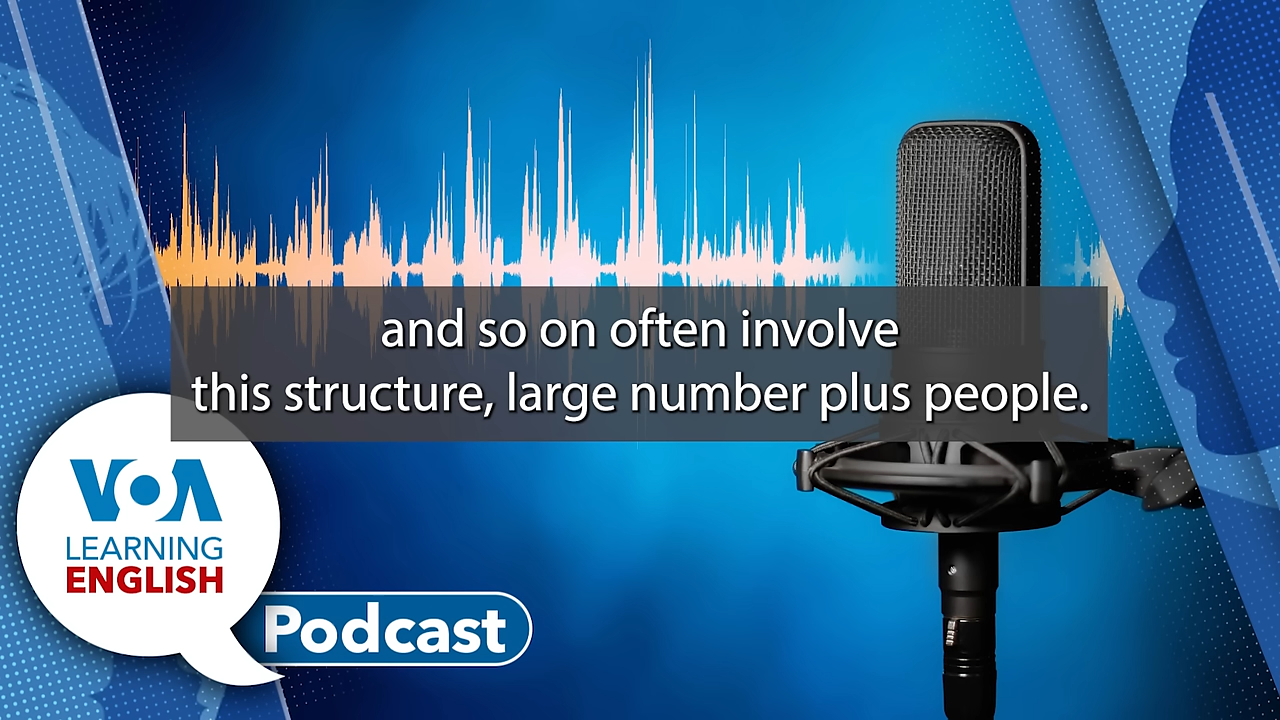 and so on often involve
this structure, large number plus people.
VOA
LEARNING
ENGLISH
Podcast